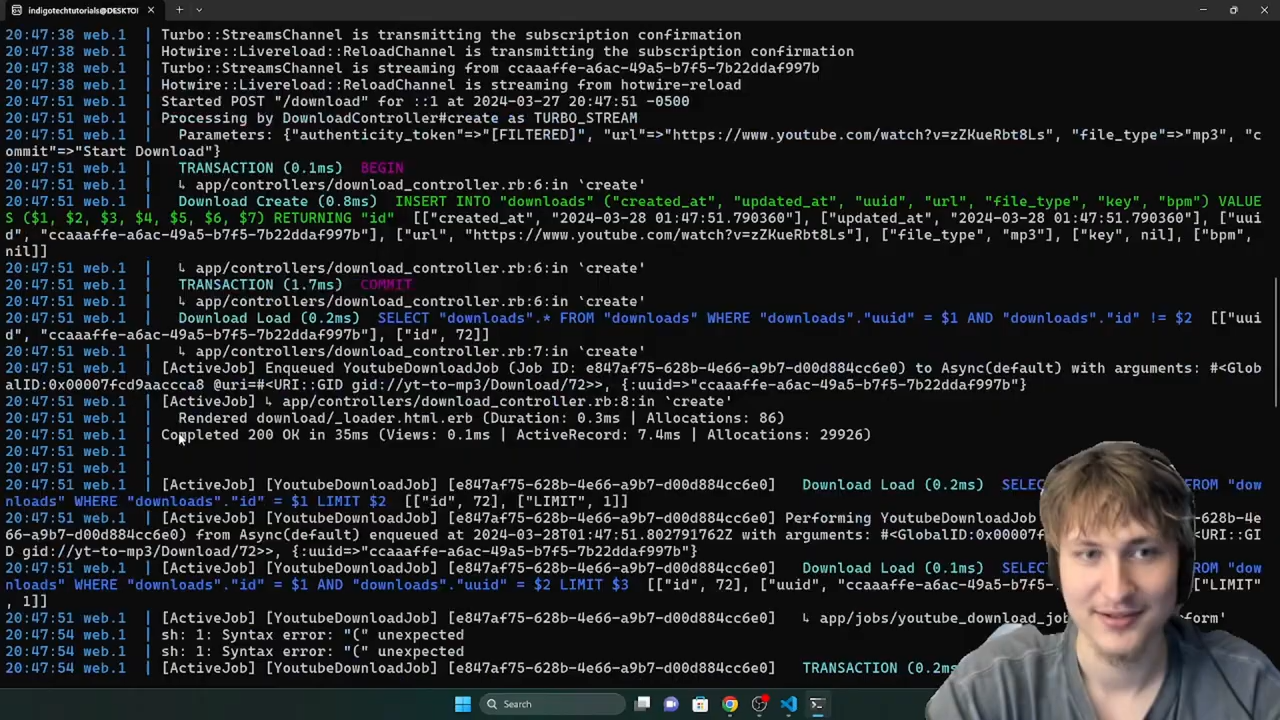 indigotechtutorials@DESKTO!
20:47:38 web.1 | Turbo::StreamsChannel is transmitting the subscription confirmation
20:47:38 web.1 | Hotwire::Livereload::ReloadChannel is transmitting the subscription confirmation
20:47:38 web.1 | Turbo::StreamsChannel is streaming from ccaaaffe-a6ac-49a5-b7f5-7b22ddaf997b
20:47:38 web.1 | Hotwire::Livereload::ReloadChannel is streaming from hotwire-reload
20:47:51 web.1 | Started POST "/download" for ::1 at 2024-03-27 20:47:51 -0500
20:47:51 web.1 | Processing by DownloadController#create as TURBO_STREAM
20:47:51 web.1 | Parameters: {"authenticity_token"=>"[FILTERED]", "url"=>"https://www.youtube.com/watch?v=zZKueRbt8Ls", "file_type"=>"mp3", "c
ommit"=>"Start Download"}
20:47:51 web.1 | TRANSACTION (0.1ms) BEGIN
20:47:51 web.1 | ↳ app/controllers/download_controller.rb:6:in `create'
20:47:51 web.1 | Download Create (0.8ms) INSERT INTO "downloads" ("created_at", "updated_at", "uuid", "url", "file_type", "key", "bpm") VALUE
S ($1, $2, $3, $4, $5, $6, $7) RETURNING "id" [["created_at", "2024-03-28 01:47:51.790360"], ["updated_at", "2024-03-28 01:47:51.790360"], ["uui
d", "ccaaaffe-a6ac-49a5-b7f5-7b22ddaf997b"], ["url", "https://www.youtube.com/watch?v=zZKueRbt8Ls"], ["file_type", "mp3"], ["key", nil], ["bpm",
nil]]
20:47:51 web.1 | ↳ app/controllers/download_controller.rb:6:in `create'
20:47:51 web.1 | TRANSACTION (1.7ms) COMMIT
20:47:51 web.1 | ↳ app/controllers/download_controller.rb:6:in `create'
20:47:51 web.1 | Download Load (0.2ms) SELECT "downloads".* FROM "downloads" WHERE "downloads"."uuid" = $1 AND "downloads"."id" != $2 [["uui
d", "ccaaaffe-a6ac-49a5-b7f5-7b22ddaf997b"], ["id", 72]]
20:47:51 web.1 | ↳ app/controllers/download_controller.rb:7:in `create'
20:47:51 web.1 | [ActiveJob] Enqueued YoutubeDownloadJob (Job ID: e847af75-628b-4e66-a9b7-d00d884cc6e0) to Async(default) with arguments: #<Glob
alID:0x00007fcd9aaccca8 @uri=#<URI::GID gid://yt-to-mp3/Download/72>>, {:uuid=>"ccaaaffe-a6ac-49a5-b7f5-7b22ddaf997b"}
20:47:51 web.1 | [ActiveJob] ↳ app/controllers/download_controller.rb:8:in `create'
20:47:51 web.1 | Rendered download/_loader.html.erb (Duration: 0.3ms | Allocations: 86)
20:47:51 web.1 | Completed 200 OK in 35ms (Views: 0.1ms | ActiveRecord: 7.4ms | Allocations: 29926)
20:47:51 web.1 |
20:47:51 web.1 |
20:47:51 web.1 | [ActiveJob] [YoutubeDownloadJob] [e847af75-628b-4e66-a9b7-d00d884cc6e0] Download Load (0.2ms) SELEC FROM "dow
nloads" WHERE "downloads"."id" = $1 LIMIT $2 [["id", 72], ["LIMIT", 1]]
20:47:51 web.1 | [ActiveJob] [YoutubeDownloadJob] [e847af75-628b-4e66-a9b7-d00d884cc6e0] Performing YoutubeDownloadJob 28b-4e
66-a9b7-d00d884cc6e0) from Async(default) enqueued at 2024-03-28T01:47:51.802917962Z with arguments: #<GlobalID:0x00007f URI::GI
D gid://yt-to-mp3/Download/72>>, {:uuid=>"ccaaaffe-a6ac-49a5-b7f5-7b22ddaf997b"}
20:47:51 web.1 | [ActiveJob] [YoutubeDownloadJob] [e847af75-628b-4e66-a9b7-d00d884cc6e0] Download Load (0.1ms) SELEC FROM "dow
nloads" WHERE "downloads"."id" = $1 AND "downloads"."uuid" = $2 LIMIT $3 [["id", 72], ["uuid", "ccaaaffe-a6ac-49a5-b ["LIMIT"
, 1]]
20:47:51 web.1 | [ActiveJob] [YoutubeDownloadJob] [e847af75-628b-4e66-a9b7-d00d884cc6e0] ↳ app/jobs/youtube_download_jo form'
20:47:54 web.1 | sh: 1: Syntax error: "(" unexpected
20:47:54 web.1 | sh: 1: Syntax error: "(" unexpected
20:47:54 web.1 | [ActiveJob] [YoutubeDownloadJob] [e847af75-628b-4e66-a9b7-d00d884cc6e0] TRANSACTION (0.2m
Search